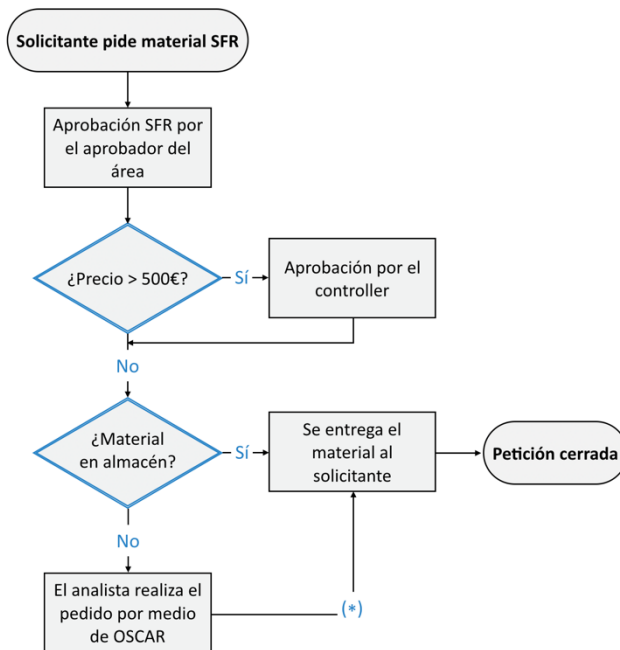 Solicitante pide material SFR
Aprobación SFR por
el aprobador del
área
¿Precio > 500€?
Sí
Aprobación por el
controller
No
¿Material
en almacén?
Sí
Se entrega el
material al
solicitante
Petición cerrada
No
El analista realiza el
pedido por medio
de OSCAR
(*)